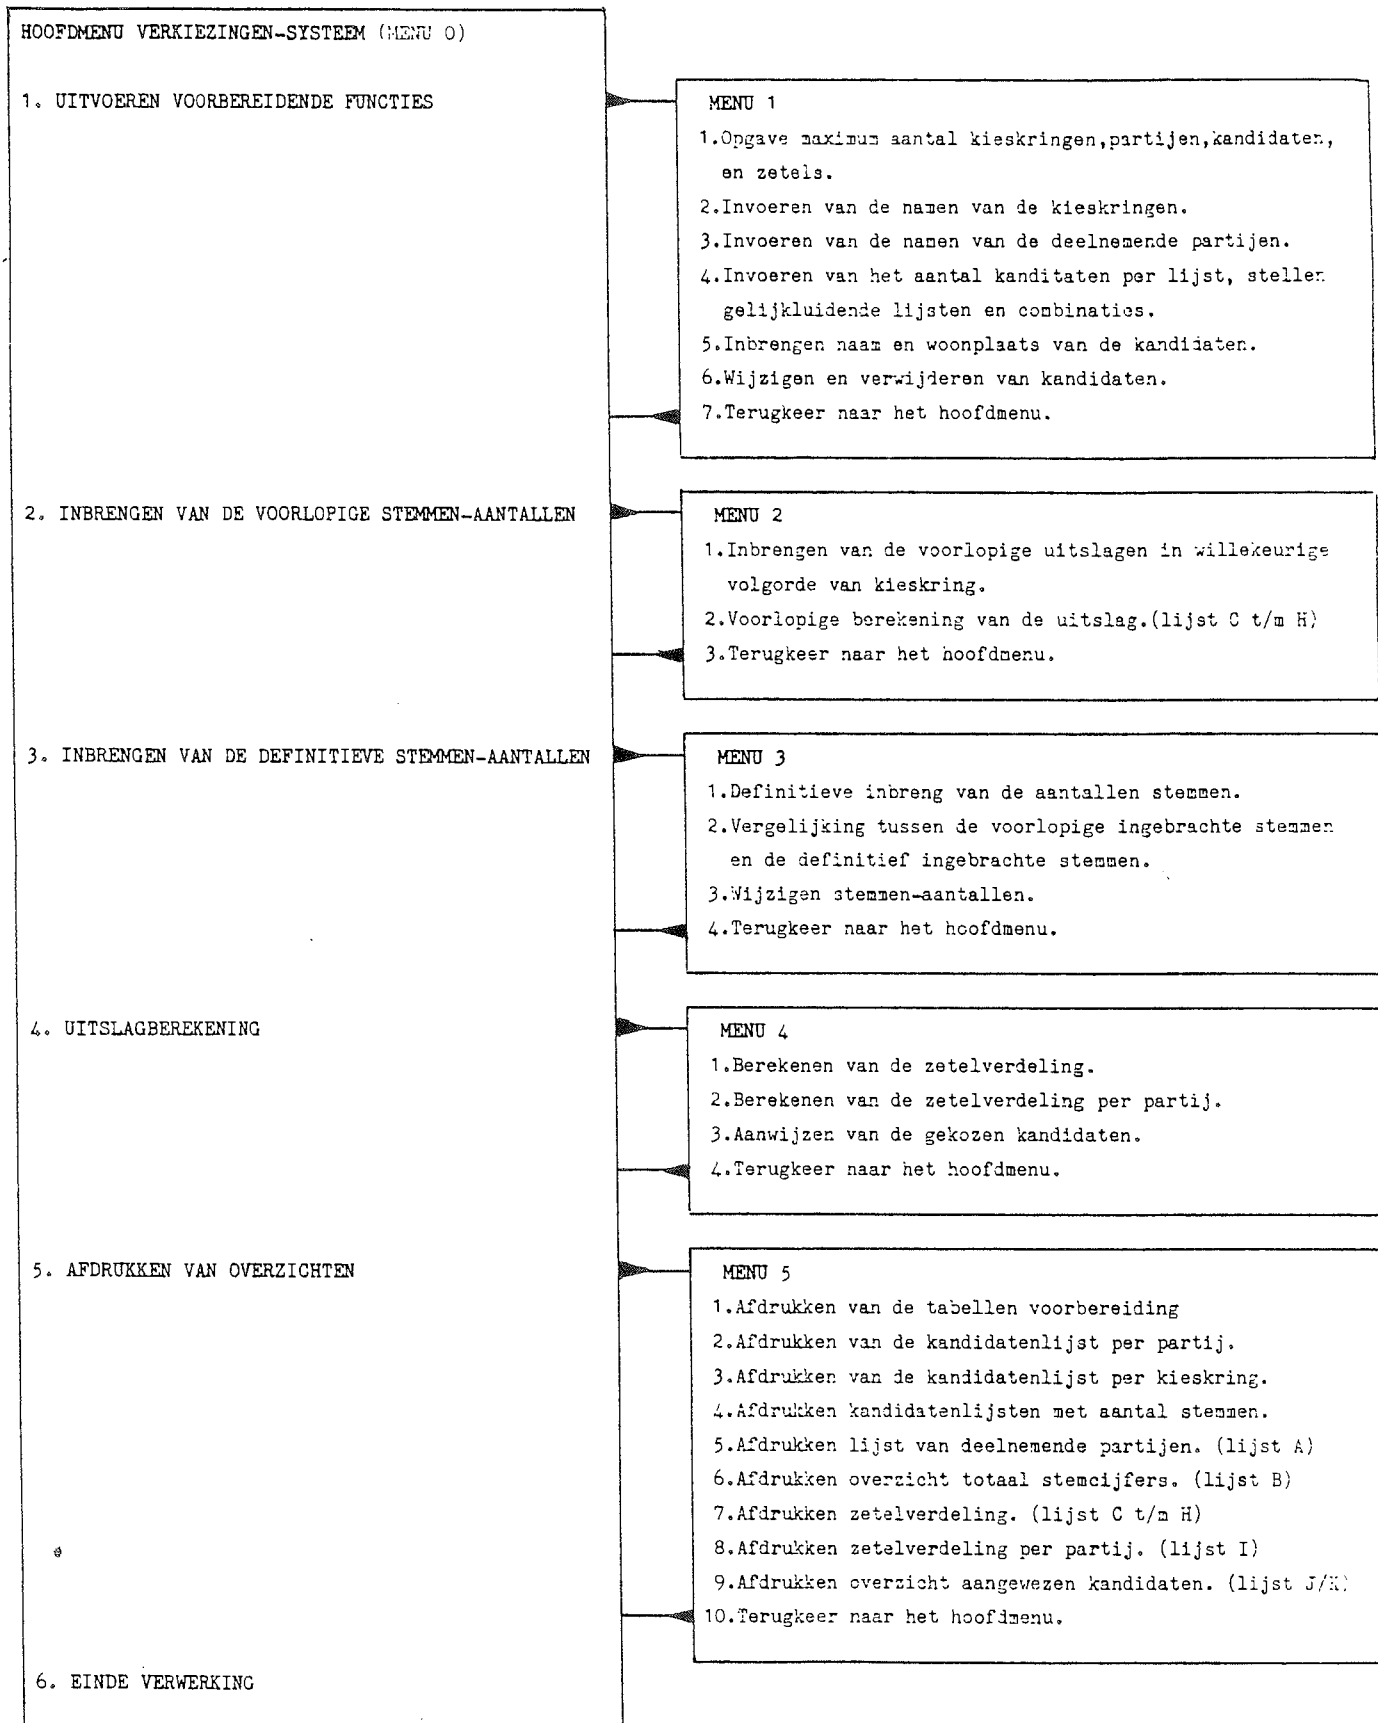 HOOFDMENU VERKIEZINGEN-SYSTEEM (MENU 0)
1. UITVOEREN VOORBEREIDENDE FUNCTIES
MENU 1
1.Opgave maximum aantal kieskringen,partijen,kandidaten,
en zetels.
2.Invoeren van de namen van de kieskringen.
3.Invoeren van de namen van de deelnemende partijen.
4.Invoeren van het aantal kanditaten per lijst, stellen
gelijkluidende lijsten en combinaties.
5.Inbrengen naam en woonplaats van de kandidaten.
6.Wijzigen en verwijderen van kandidaten.
7.Terugkeer naar het hoofdmenu.
2. INBRENGEN VAN DE VOORLOPIGE STEMMEN-AANTALLEN
MENU 2
1.Inbrengen van de voorlopige uitslagen in willekeurige
volgorde van kieskring.
2.Voorlopige berekening van de uitslag.(lijst C t/m H)
3.Terugkeer naar het hoofdmenu.
3. INBRENGEN VAN DE DEFINITIEVE STEMMEN-AANTALLEN
MENU 3
1.Definitieve inbreng van de aantallen stemmen.
2.Vergelijking tussen de voorlopige ingebrachte stemmen
en de definitief ingebrachte stemmen.
3.Wijzigen stemmen-aantallen.
4.Terugkeer naar het hoofdmenu.
4. UITSLAGBEREKENING
MENU 4
1.Berekenen van de zetelverdeling.
2.Berekenen van de zetelverdeling per partij.
3.Aanwijzen van de gekozen kandidaten.
4.Terugkeer naar het hoofdmenu.
5. AFDRUKKEN VAN OVERZICHTEN
MENU 5
1.Afdrukken van de tabellen voorbereiding
2.Afdrukken van de kandidatenlijst per partij.
3.Afdrukken van de kandidatenlijst per kieskring.
4.Afdrukken kandidatenlijsten met aantal stemmen.
5.Afdrukken lijst van deelnemende partijen. (lijst A)
6.Afdrukken overzicht totaal stemcijfers. (lijst B)
7.Afdrukken zetelverdeling. (lijst C t/m H)
8.Afdrukken zetelverdeling per partij. (lijst I)
9.Afdrukken overzicht aangewezen kandidaten. (lijst J/K)
10.Terugkeer naar het hoofdmenu.
6. EINDE VERWERKING